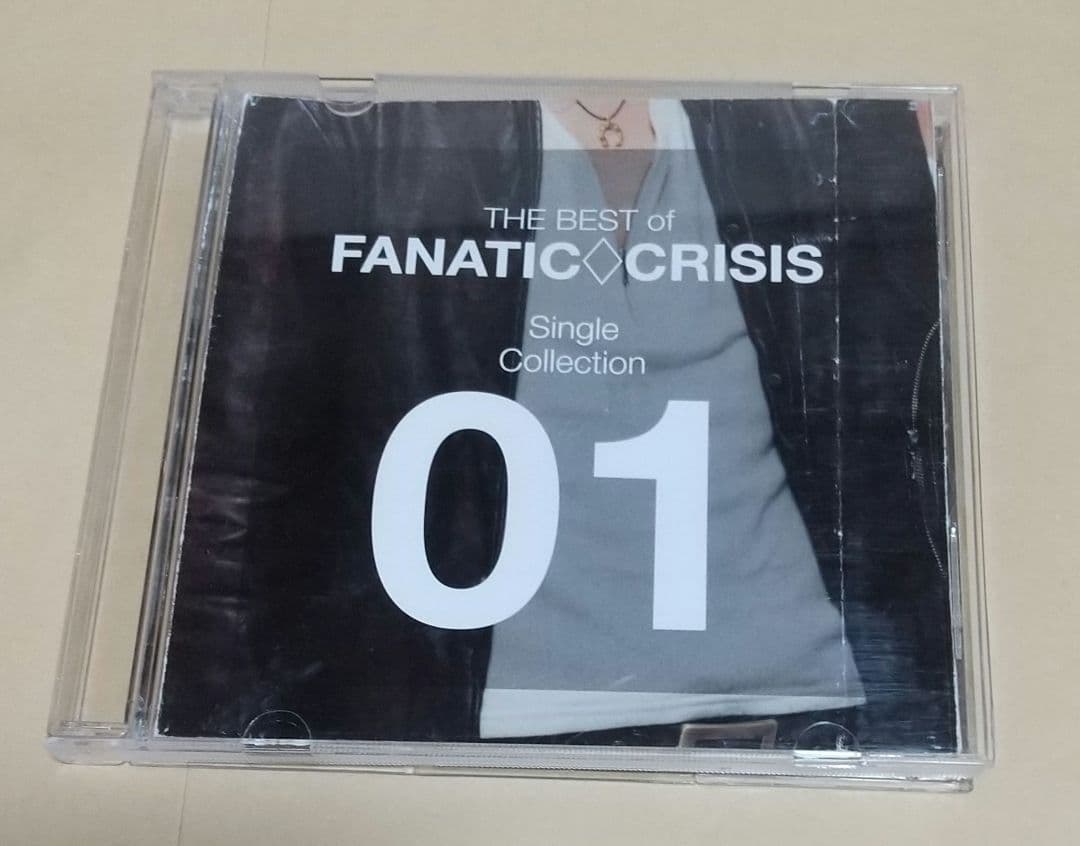 THE BEST of
FANATIC◇CRISIS
Single
Collection
01